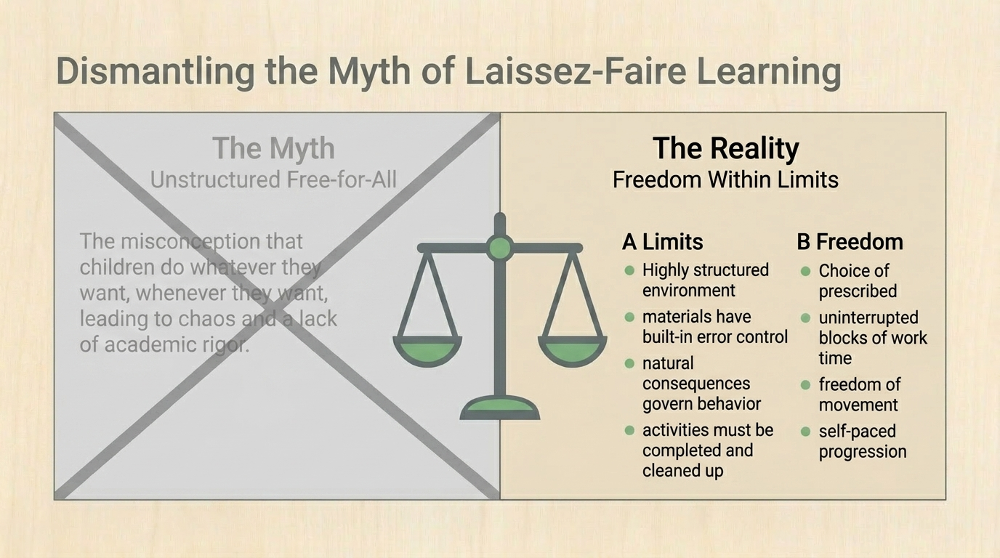 Dismantling the Myth of Laissez-Faire Learning
The Myth
Unstructured Free-for-All
The misconception that
children do whatever they
want, whenever they want,
leading to chaos and a lack
of academic rigor.
The Reality
Freedom Within Limits
A Limits
Highly structured
environment
materials have
built-in error control
natural
consequences
govern behavior
activities must be
completed and
cleaned up
B Freedom
Choice of
prescribed
uninterrupted
blocks of work
time
freedom of
movement
self-paced
progression